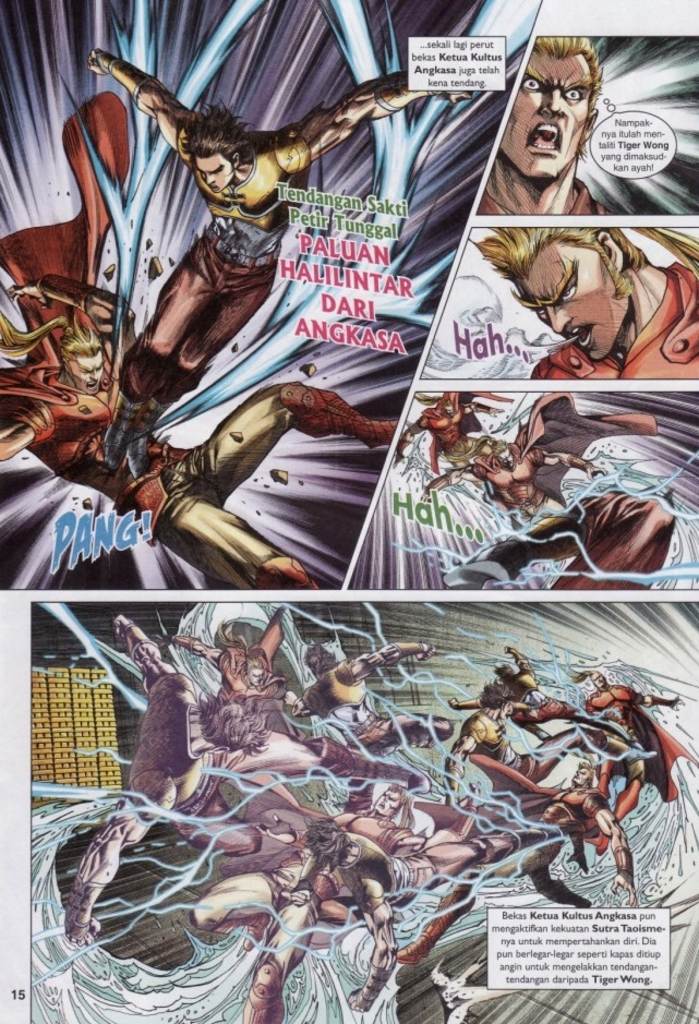 ...sekali lagi perut
bekas Ketua Kultus
Angkasa juga telah
kena tendang.
Tendangan Sakti
Petir Tunggal
PALUAN
HALILINTAR
DARI
ANGKASA
PANG!
Nampak-
nya itulah men-
taliti Tiger Wong
yang dimaksud-
kan ayah!
Hah...
Hah...
Bekas Ketua Kultus Angkasa pun
mengaktifkan kekuatan Sutra Taoisme-
nya untuk mempertahankan diri. Dia
pun berlegar-legar seperti kapas ditiup
angin untuk mengelakkan tendangan-
tendangan daripada Tiger Wong.
15